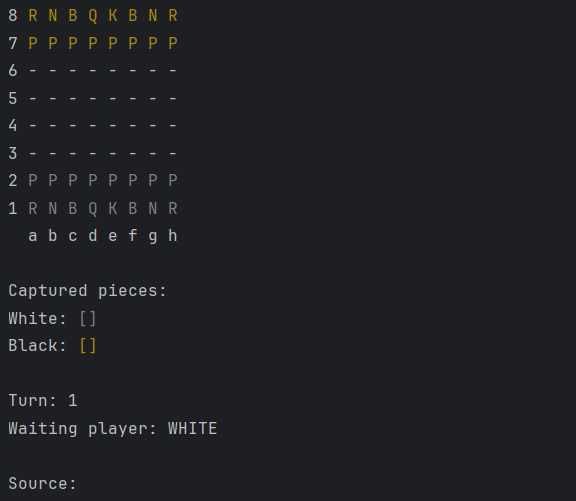 8 R N B Q K B N R
7 P P P P P P P P
6 - - - - - - - -
5 - - - - - - - -
4 - - - - - - - -
3 - - - - - - - -
2 P P P P P P P P
1 R N B Q K B N R
  a b c d e f g h
Captured pieces:
White: []
Black: []
Turn: 1
Waiting player: WHITE
Source: